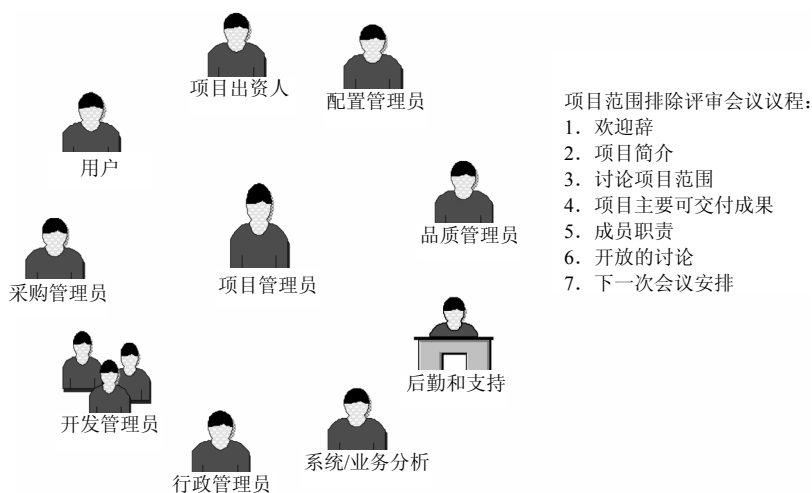 项目出资人
配置管理员
用户
品质管理员
采购管理员
项目管理员
后勤和支持
开发管理员
系统/业务分析
行政管理员
项目范围排除评审会议议程：
1．欢迎辞
2．项目简介
3．讨论项目范围
4．项目主要可交付成果
5．成员职责
6．开放的讨论
7．下一次会议安排